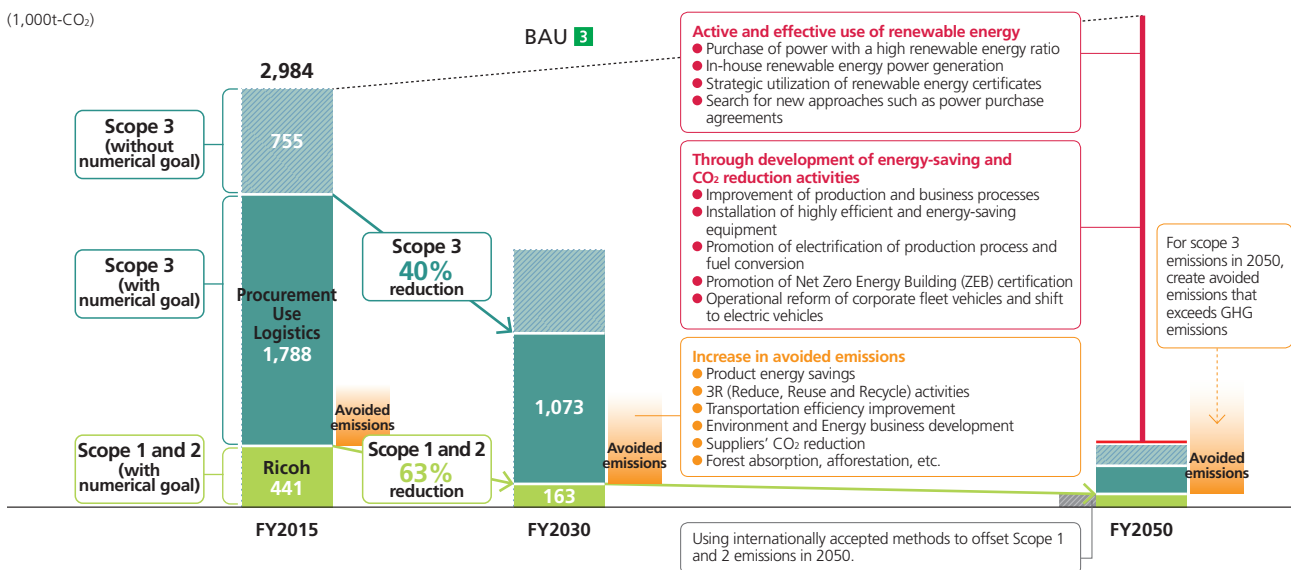 (1,000t-CO₂)
BAU 3
2,984
Scope 3
(without
numerical goal)
755
Scope 3
(with
numerical goal)
Procurement
Use
Logistics
1,788
Avoided
emissions
Scope 1 and 2
(with
numerical goal)
Ricoh
441
FY2015
Scope 3
40%
reduction
Scope 1 and 2
63%
reduction
1,073
163
Avoided
emissions
FY2030
Active and effective use of renewable energy
● Purchase of power with a high renewable energy ratio
● In-house renewable energy power generation
● Strategic utilization of renewable energy certificates
● Search for new approaches such as power purchase
agreements
Through development of energy-saving and
CO₂ reduction activities
● Improvement of production and business processes
● Installation of highly efficient and energy-saving
equipment
● Promotion of electrification of production process and
fuel conversion
● Promotion of Net Zero Energy Building (ZEB) certification
● Operational reform of corporate fleet vehicles and shift
to electric vehicles
Increase in avoided emissions
● Product energy savings
● 3R (Reduce, Reuse and Recycle) activities
● Transportation efficiency improvement
● Environment and Energy business development
● Suppliers’ CO₂ reduction
● Forest absorption, afforestation, etc.
For scope 3
emissions in 2050,
create avoided
emissions that
exceeds GHG
emissions
Avoided
emissions
FY2050
Using internationally accepted methods to offset Scope 1
and 2 emissions in 2050.